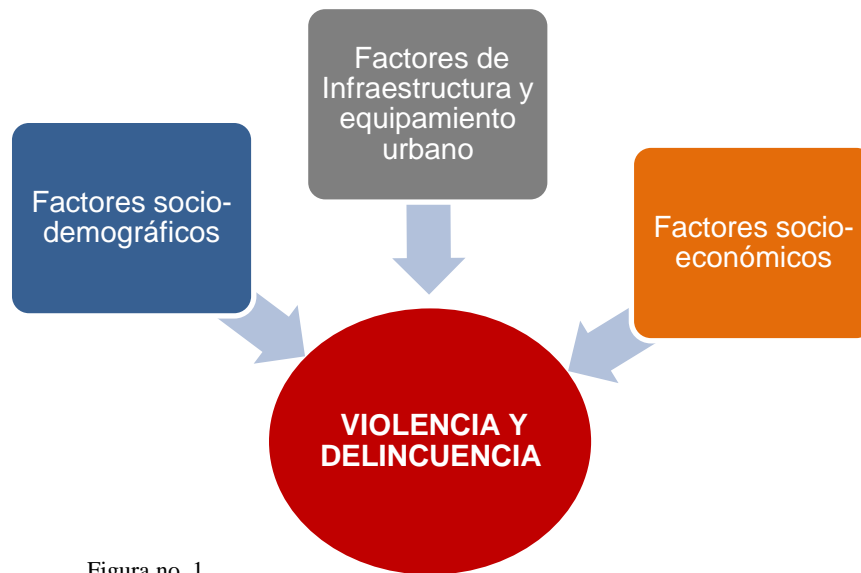 Factores de
Infraestructura y
equipamiento
urbano
Factores socio-
demográficos
Factores socio-
económicos
VIOLENCIA Y
DELINCUENCIA
Figura no. 1